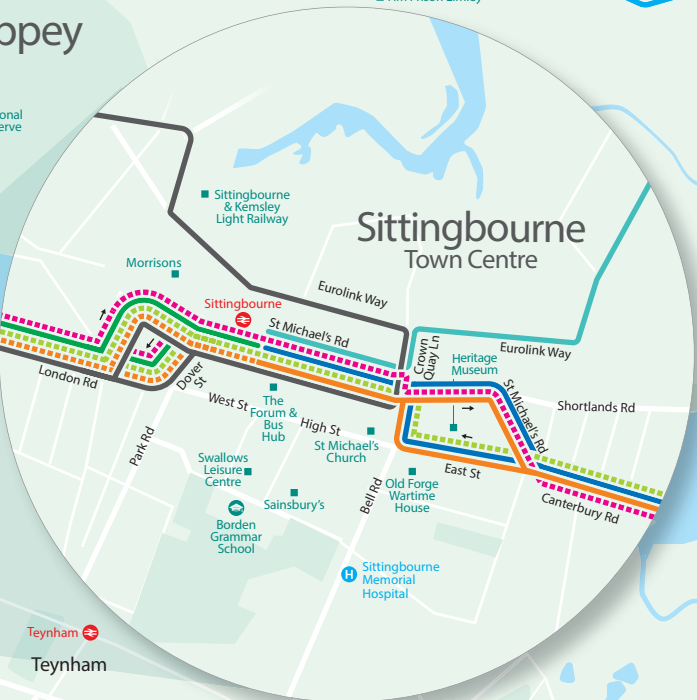 ppey
onal
erve
Sittingbourne
& Kemsley
Light Railway
Sittingbourne
Town Centre
Morrisons
Sittingbourne
Eurolink Way
St Michael's Rd
Crown
Quay Ln
Eurolink Way
Heritage
Museum
London Rd
Dover
St
West St
The
Forum &
Bus
Hub
High St
St Michael's
Church
St Michael's Rd
Shortlands Rd
Park Rd
Swallows
Leisure
Centre
Sainsbury's
Bell Rd
Old Forge
Wartime
House
East St
Canterbury Rd
Borden
Grammar
School
H
Sittingbourne
Memorial
Hospital
Teynham
Teynham